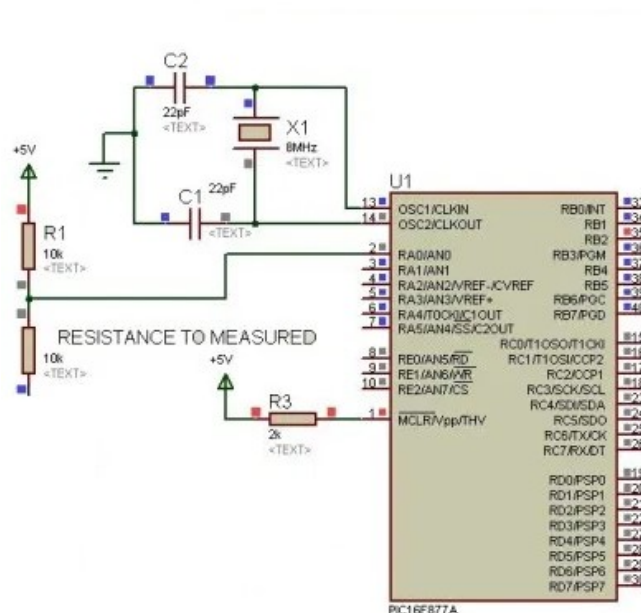 C2
22pF
<TEXT>
X1
8MHz
<TEXT>
+5V
C1
22pF
<TEXT>
R1
10k
<TEXT>
10k
<TEXT>
RESISTANCE TO MEASURED
+5V
R3
2k
<TEXT>
U1
13 OSC1/CLKIN
14 OSC2/CLKOUT
2 RA0/AN0
3 RA1/AN1
4 RA2/AN2/VREF-/CVREF
5 RA3/AN3/VREF+
6 RA4/T0CKI/C1OUT
7 RA5/AN4/SS/C2OUT
8 RE0/AN5/RD
9 RE1/AN6/WR
10 RE2/AN7/CS
1 MCLR/Vpp/THV
RB0/INT
RB1
RB2
RB3/PGM
RB4
RB5
RB6/PGC
RB7/PGD
RC0/T1OSO/T1CKI
RC1/T1OSI/CCP2
RC2/CCP1
RC3/SCK/SCL
RC4/SDI/SDA
RC5/SDO
RC6/TX/CK
RC7/RX/DT
RD0/PSP0
RD1/PSP1
RD2/PSP2
RD3/PSP3
RD4/PSP4
RD5/PSP5
RD6/PSP6
RD7/PSP7
PIC16F877A